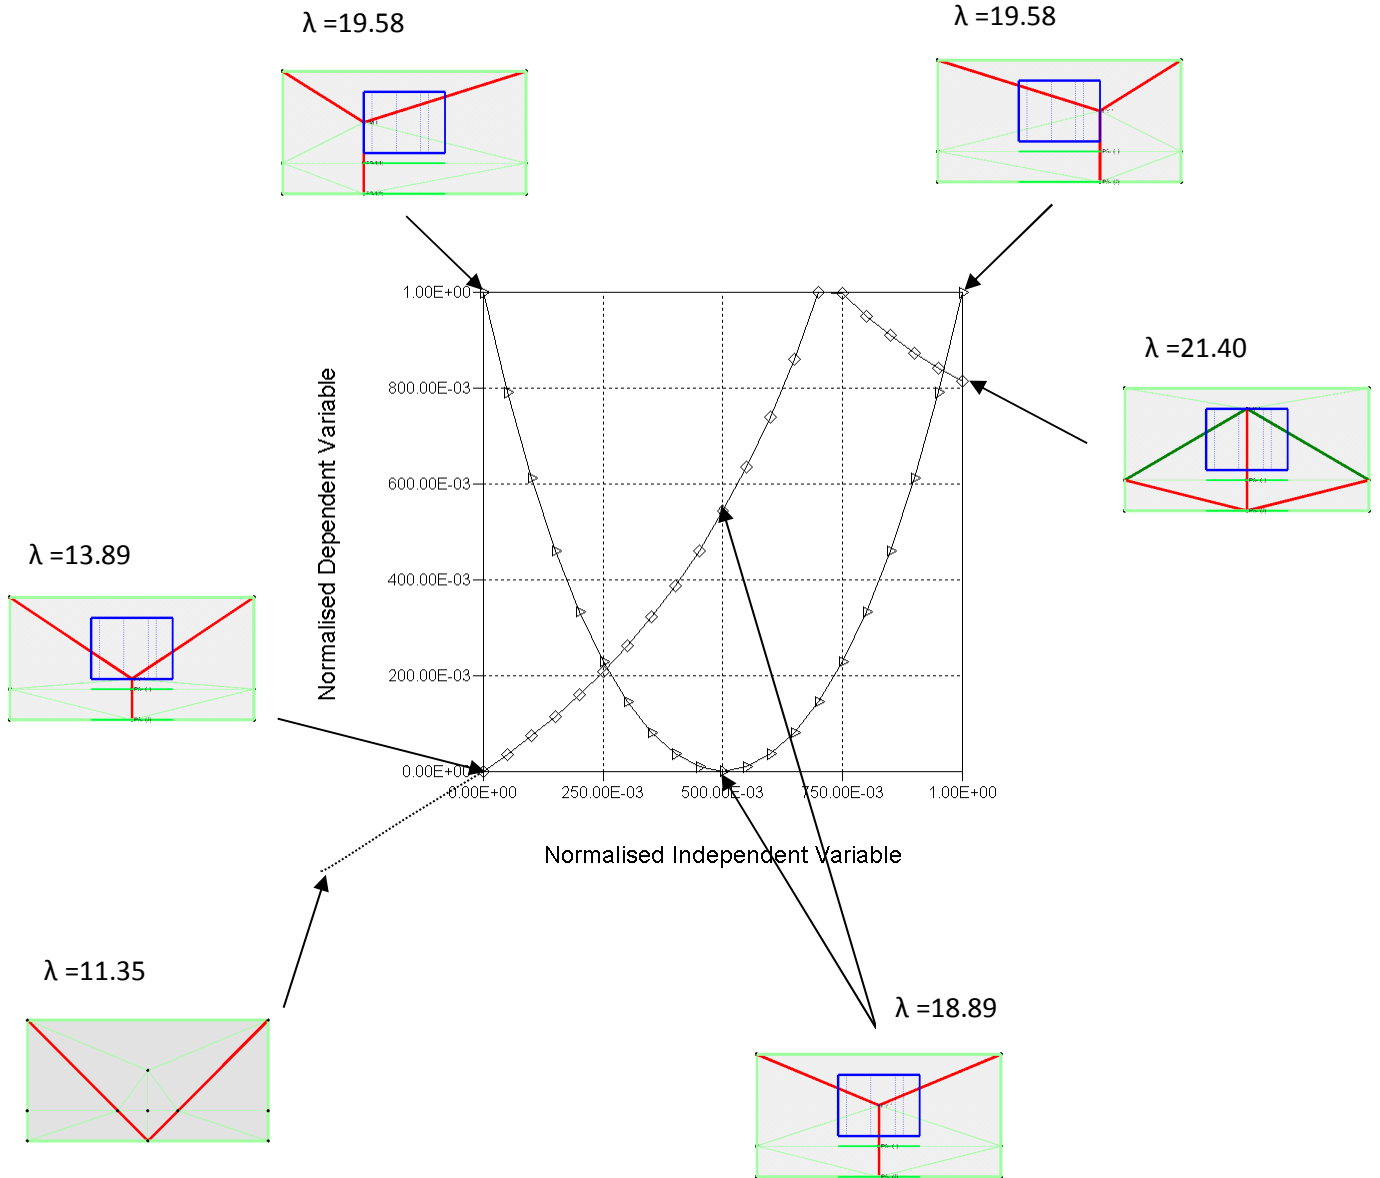 λ =19.58
λ =19.58
1.00E+00
λ =21.40
800.00E-03
Normalised Dependent Variable
600.00E-03
λ =13.89
400.00E-03
200.00E-03
0.00E+00
0.00E+00 250.00E-03 500.00E-03 750.00E-03 1.00E+00
Normalised Independent Variable
λ =11.35
λ =18.89